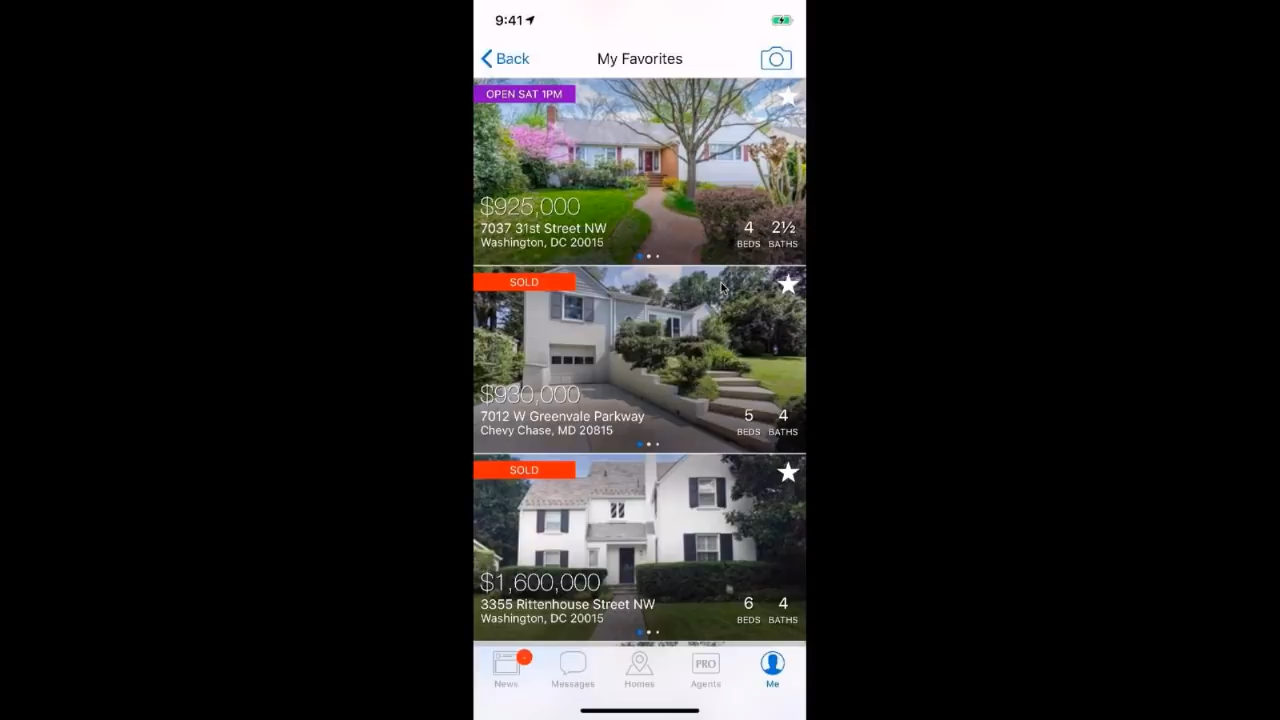 9:41
Back
My Favorites
OPEN SAT 1PM
$925,000
7037 31st Street NW
Washington, DC 20015
4
BEDS
2½
BATHS
SOLD
$930,000
7012 W Greenvale Parkway
Chevy Chase, MD 20815
5
BEDS
4
BATHS
SOLD
$1,600,000
3355 Rittenhouse Street NW
Washington, DC 20015
6
BEDS
4
BATHS
PRO
News
Messages
Homes
Agents
Me